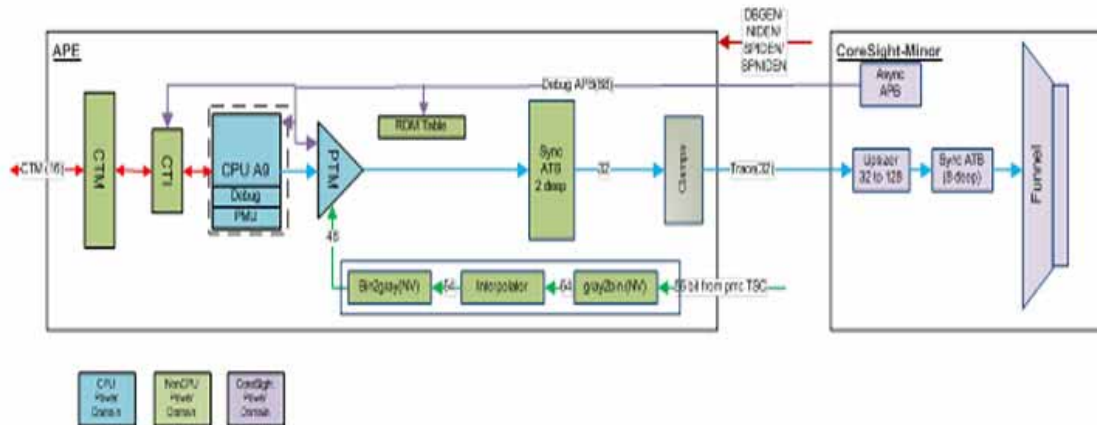 DBGEN/
NIDEN/
SPIDEN/
SPNIDEN
APE
CoreSight-Minor
Async
APB
Debug APB(88)
ROM Table
CTM(16)
CTM
CTI
CPU A9
Debug
PMU
PTM
Sync
ATB
2 deep
32
Clamps
Trace(32)
Upsizer
32 to 128
Sync ATB
(8 deep)
Funnel
48
Bin2gray(NV)
64
Interpolator
64
gray2bin(NV)
56 bit from pmc TSC
CPU
Power
Domain
NonCPU
Power
Domain
CoreSight
Power
Domain